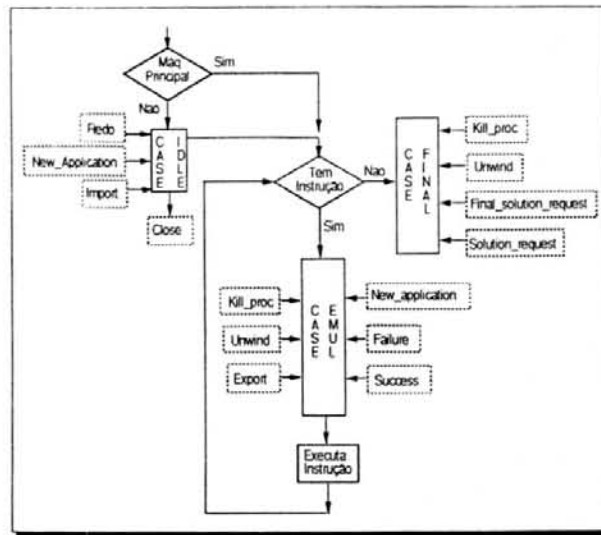 Maq
Principal
Sim
Nao
Redo
New_Application
Import
CASE
IDLE
Close
Tem
Instrução
Nao
Sim
CASE
FINAL
Kill_proc
Unwind
Final_solution_request
Solution_request
Kill_proc
Unwind
Export
CASE
EMUL
New_application
Failure
Success
Executa
Instrução